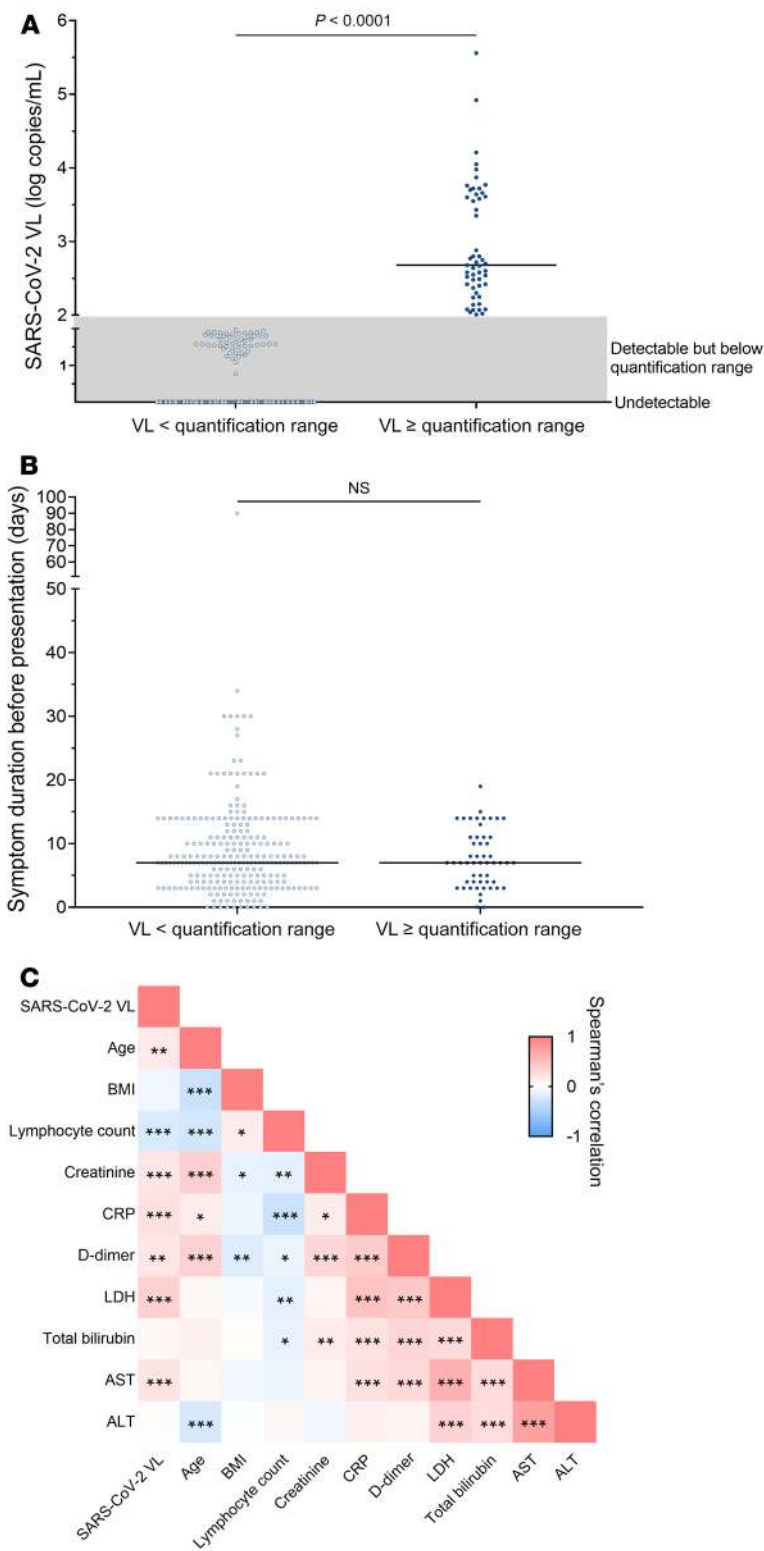 A
P < 0.0001
SARS-CoV-2 VL (log copies/mL)
6
5
4
3
2
1
Detectable but below
quantification range
Undetectable
VL < quantification range
VL ≥ quantification range
B
NS
Symptom duration before presentation (days)
100
90
80
70
60
50
40
30
20
10
0
VL < quantification range
VL ≥ quantification range
C
SARS-CoV-2 VL
Age
**
BMI
***
Lymphocyte count
*** *** *
Creatinine
*** *** * **
CRP
*** * *** *
D-dimer
** *** ** * *** ***
LDH
*** ** *** ***
Total bilirubin
* ** *** *** ***
AST
*** *** *** *** ***
ALT
*** *** *** ***
SARS-CoV-2 VL
Age
BMI
Lymphocyte count
Creatinine
CRP
D-dimer
LDH
Total bilirubin
AST
ALT
1
0
-1
Spearman's correlation